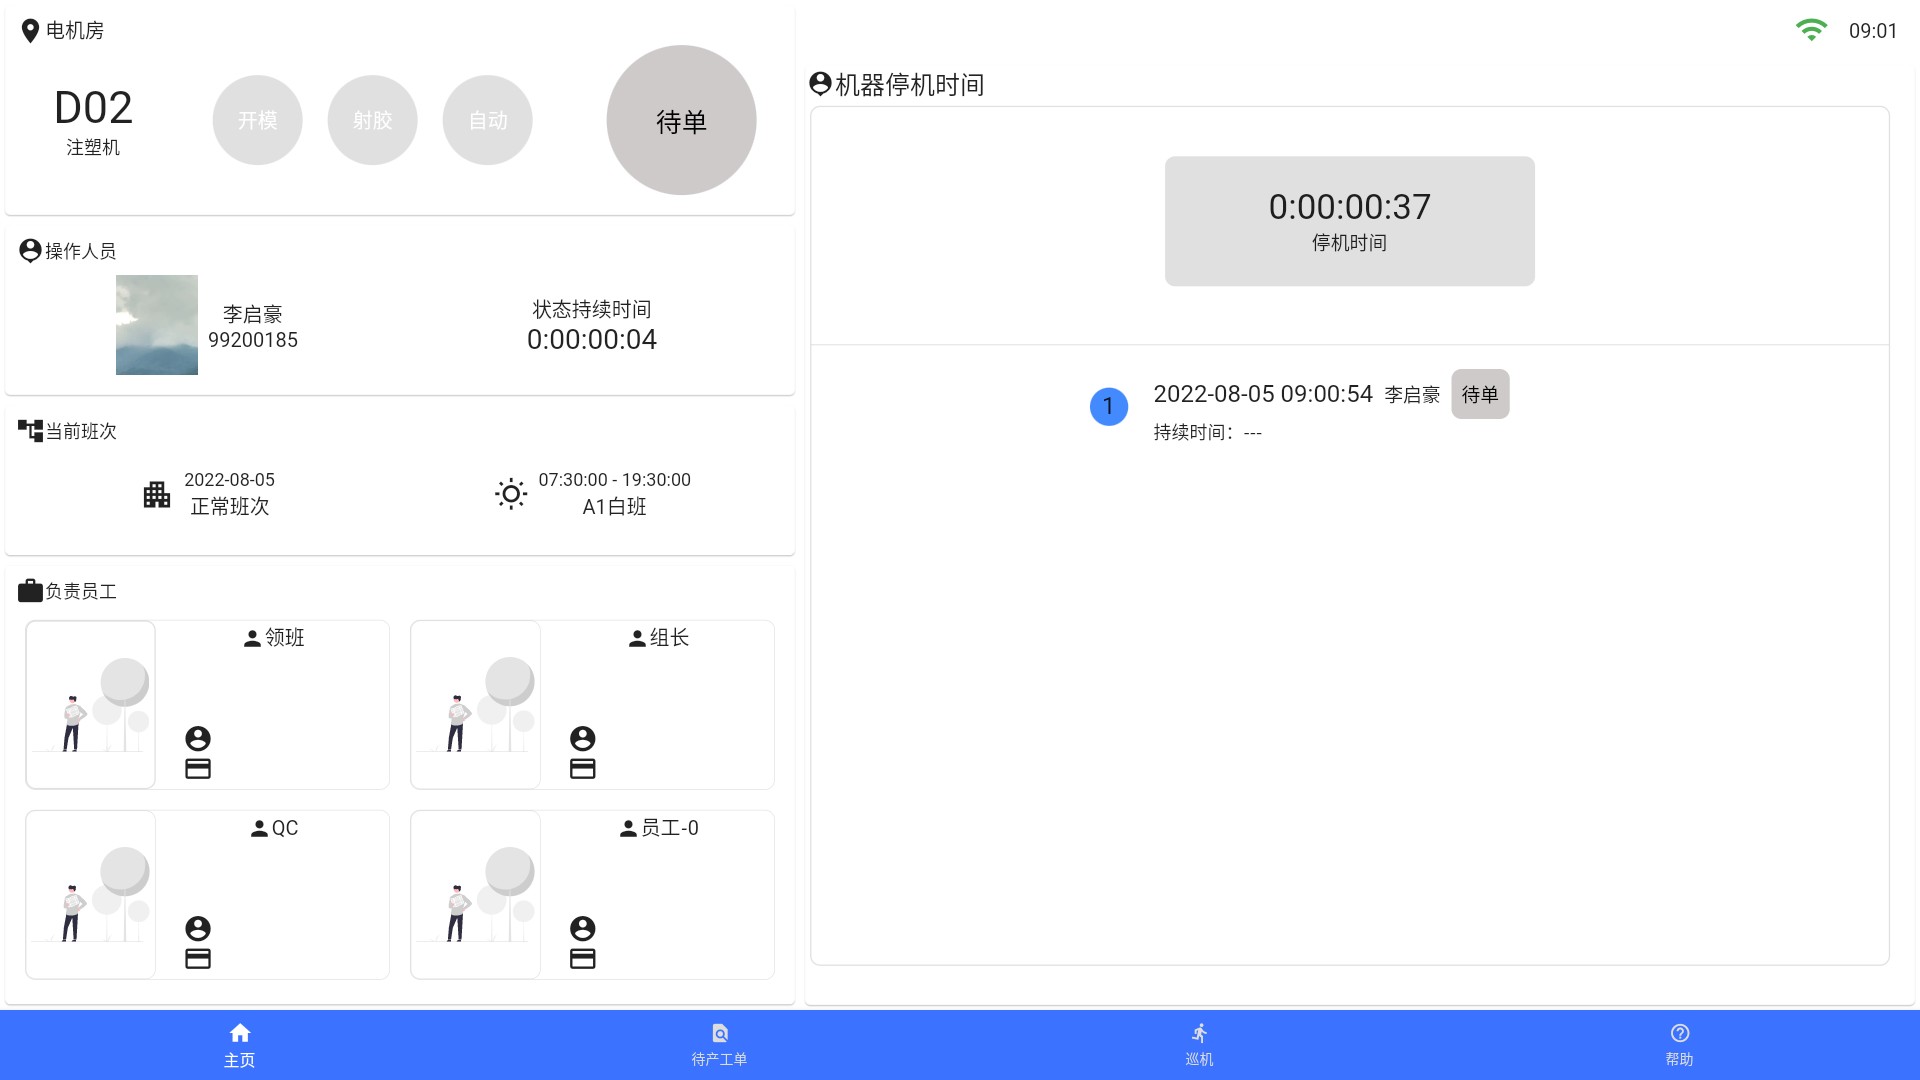 电机房
D02
注塑机
开模
射胶
自动
待单
操作人员
李启豪
99200185
状态持续时间
0:00:00:04
当前班次
2022-08-05
正常班次
07:30:00 - 19:30:00
A1白班
负责员工
领班
组长
QC
员工-0
09:01
机器停机时间
0:00:00:37
停机时间
1
2022-08-05 09:00:54 李启豪 待单
持续时间：---
主页
待产工单
巡机
帮助